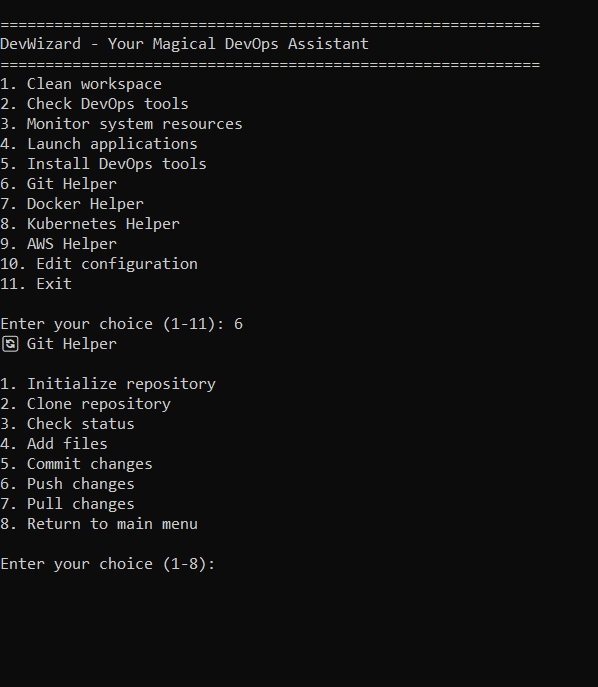 ============================================================
DevWizard - Your Magical DevOps Assistant
============================================================
1. Clean workspace
2. Check DevOps tools
3. Monitor system resources
4. Launch applications
5. Install DevOps tools
6. Git Helper
7. Docker Helper
8. Kubernetes Helper
9. AWS Helper
10. Edit configuration
11. Exit
Enter your choice (1-11): 6
🔄 Git Helper
1. Initialize repository
2. Clone repository
3. Check status
4. Add files
5. Commit changes
6. Push changes
7. Pull changes
8. Return to main menu
Enter your choice (1-8):